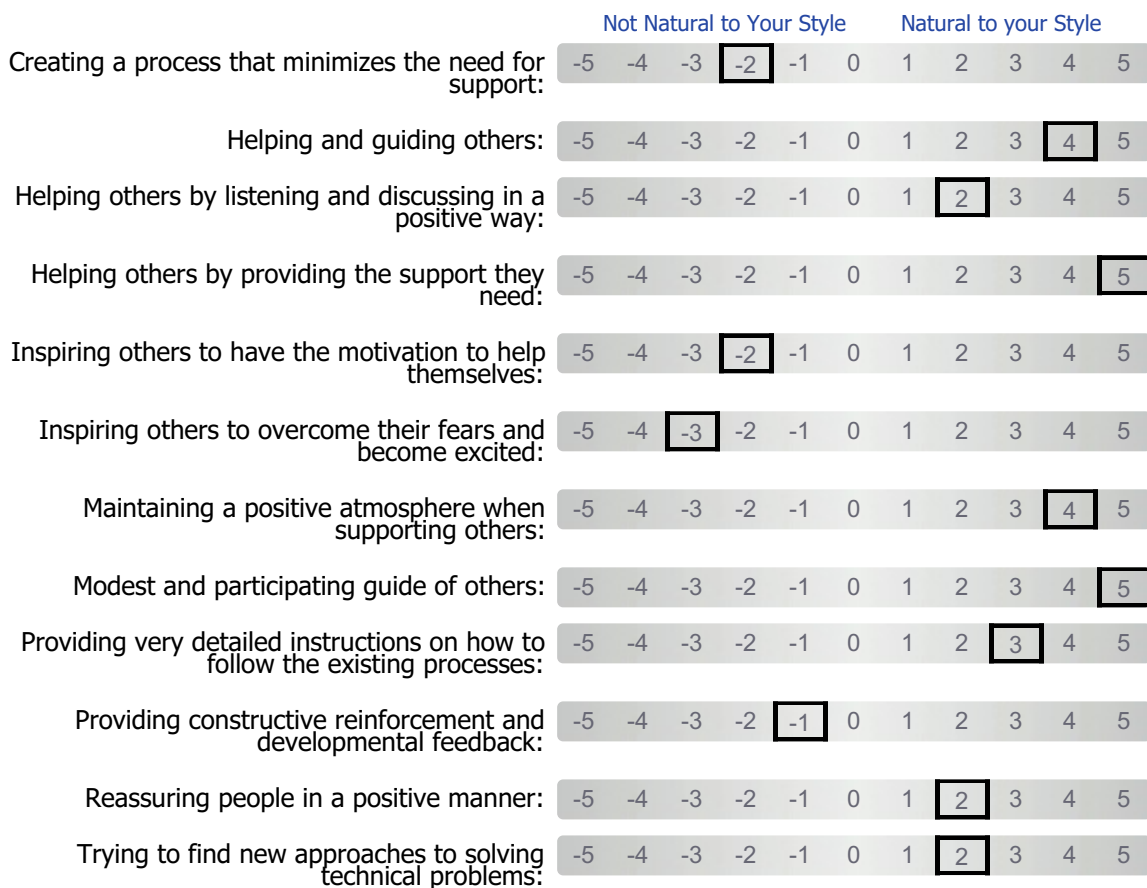 Not Natural to Your Style Natural to your Style
Creating a process that minimizes the need for
support:
-5 -4 -3 -2 -1 0 1 2 3 4 5
Helping and guiding others:
-5 -4 -3 -2 -1 0 1 2 3 4 5
Helping others by listening and discussing in a
positive way:
-5 -4 -3 -2 -1 0 1 2 3 4 5
Helping others by providing the support they
need:
-5 -4 -3 -2 -1 0 1 2 3 4 5
Inspiring others to have the motivation to help
themselves:
-5 -4 -3 -2 -1 0 1 2 3 4 5
Inspiring others to overcome their fears and
become excited:
-5 -4 -3 -2 -1 0 1 2 3 4 5
Maintaining a positive atmosphere when
supporting others:
-5 -4 -3 -2 -1 0 1 2 3 4 5
Modest and participating guide of others:
-5 -4 -3 -2 -1 0 1 2 3 4 5
Providing very detailed instructions on how to
follow the existing processes:
-5 -4 -3 -2 -1 0 1 2 3 4 5
Providing constructive reinforcement and
developmental feedback:
-5 -4 -3 -2 -1 0 1 2 3 4 5
Reassuring people in a positive manner:
-5 -4 -3 -2 -1 0 1 2 3 4 5
Trying to find new approaches to solving
technical problems:
-5 -4 -3 -2 -1 0 1 2 3 4 5